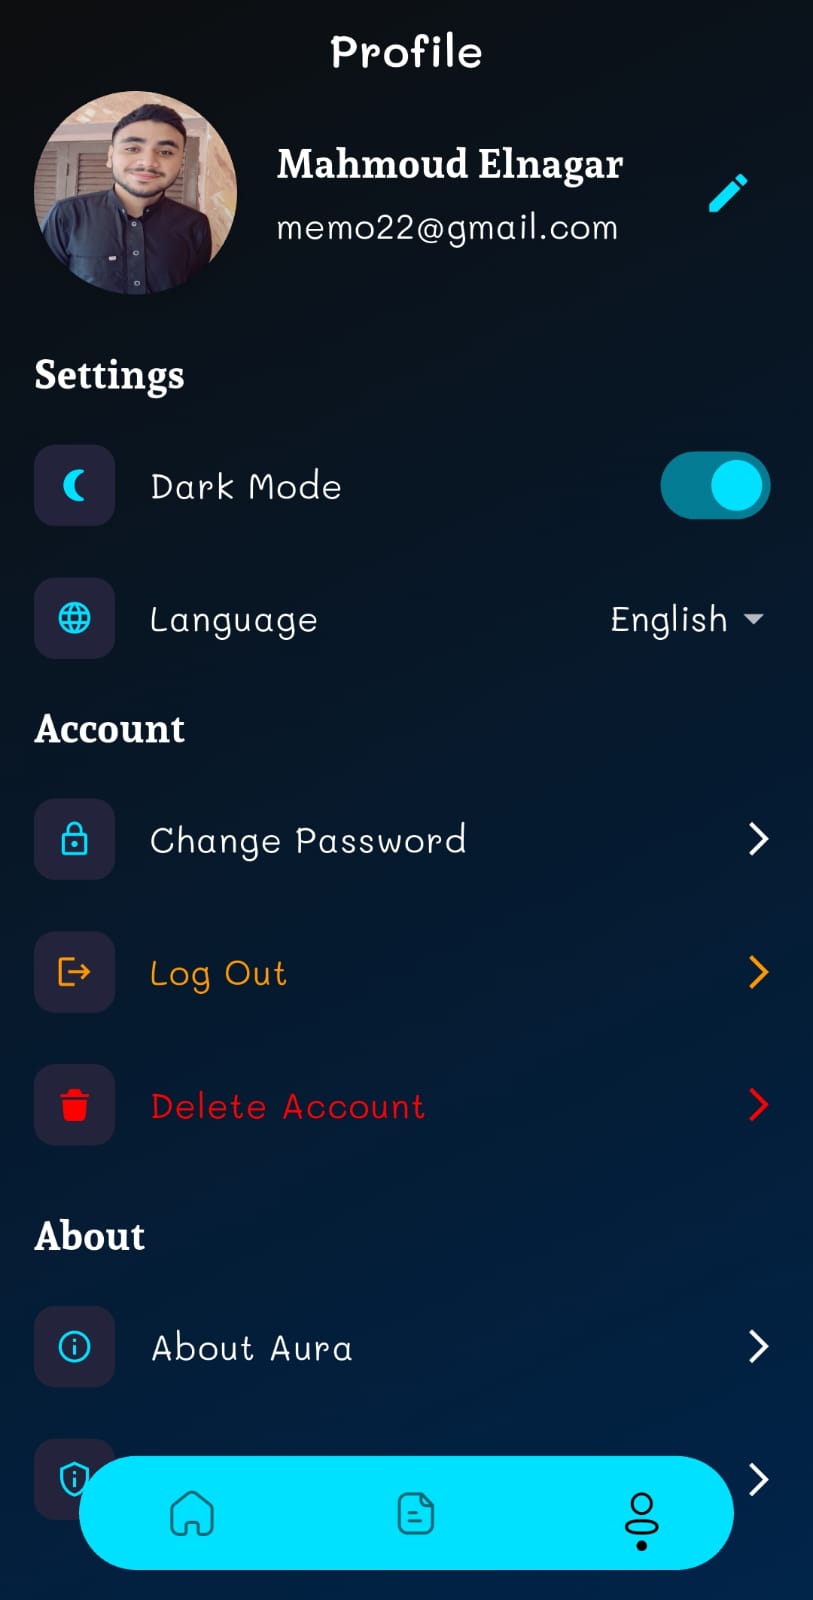 Profile
Mahmoud Elnagar
memo22@gmail.com
Settings
Dark Mode
Language English
Account
Change Password
Log Out
Delete Account
About
About Aura